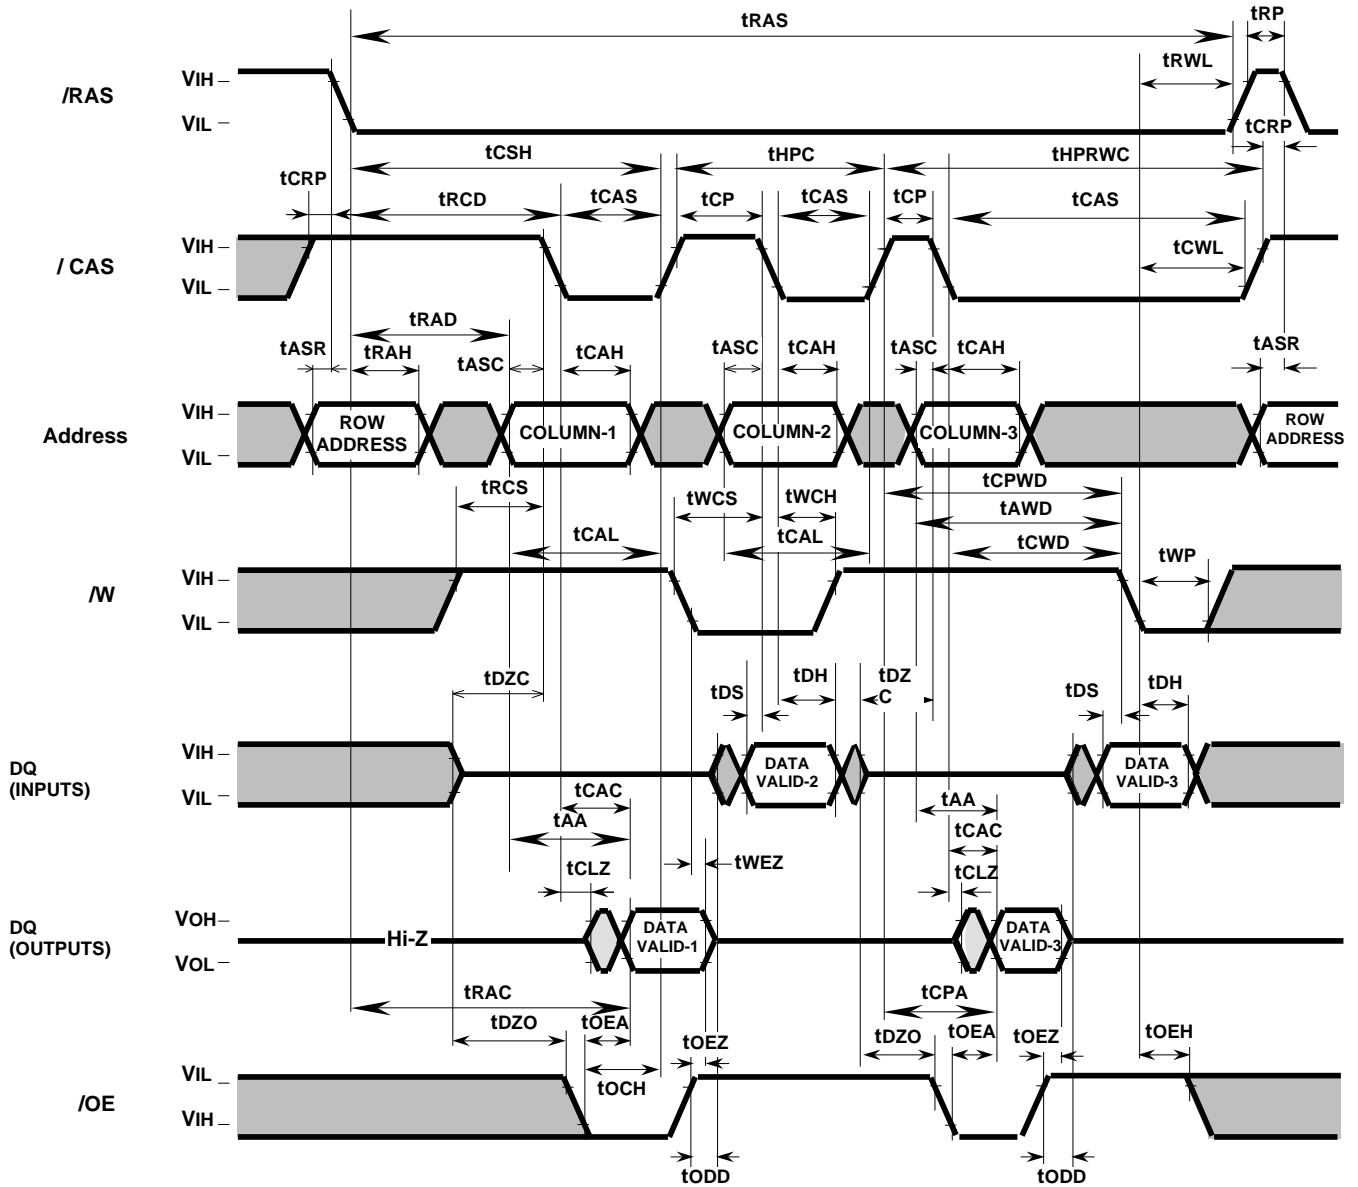 tRAS
tRP
tRWL
/RAS
VIH
VIL
tCRP
tCSH
tHPC
tHPRWC
tCRP
tRCD
tCAS
tCP
tCAS
tCP
tCAS
/ CAS
VIH
VIL
tCWL
tRAD
tASR
tRAH
tASC
tCAH
tASC
tCAH
tASC
tCAH
tASR
Address
VIH
VIL
ROW
ADDRESS
COLUMN-1
COLUMN-2
COLUMN-3
ROW
ADDRESS
tRCS
tWCS
tWCH
tCPWD
tAWD
tCAL
tCAL
tCWD
tWP
/W
VIH
VIL
tDZC
tDS
tDH
tDZ
C
tDS
tDH
DQ
(INPUTS)
VIH
VIL
DATA
VALID-2
DATA
VALID-3
tCAC
tAA
tAA
tCAC
tWEZ
tCLZ
tCLZ
DQ
(OUTPUTS)
VOH
VOL
Hi-Z
DATA
VALID-1
DATA
VALID-3
tRAC
tCPA
tDZO
tOEA
tOEZ
tDZO
tOEA
tOEZ
tOEH
tOCH
/OE
VIL
VIH
tODD
tODD